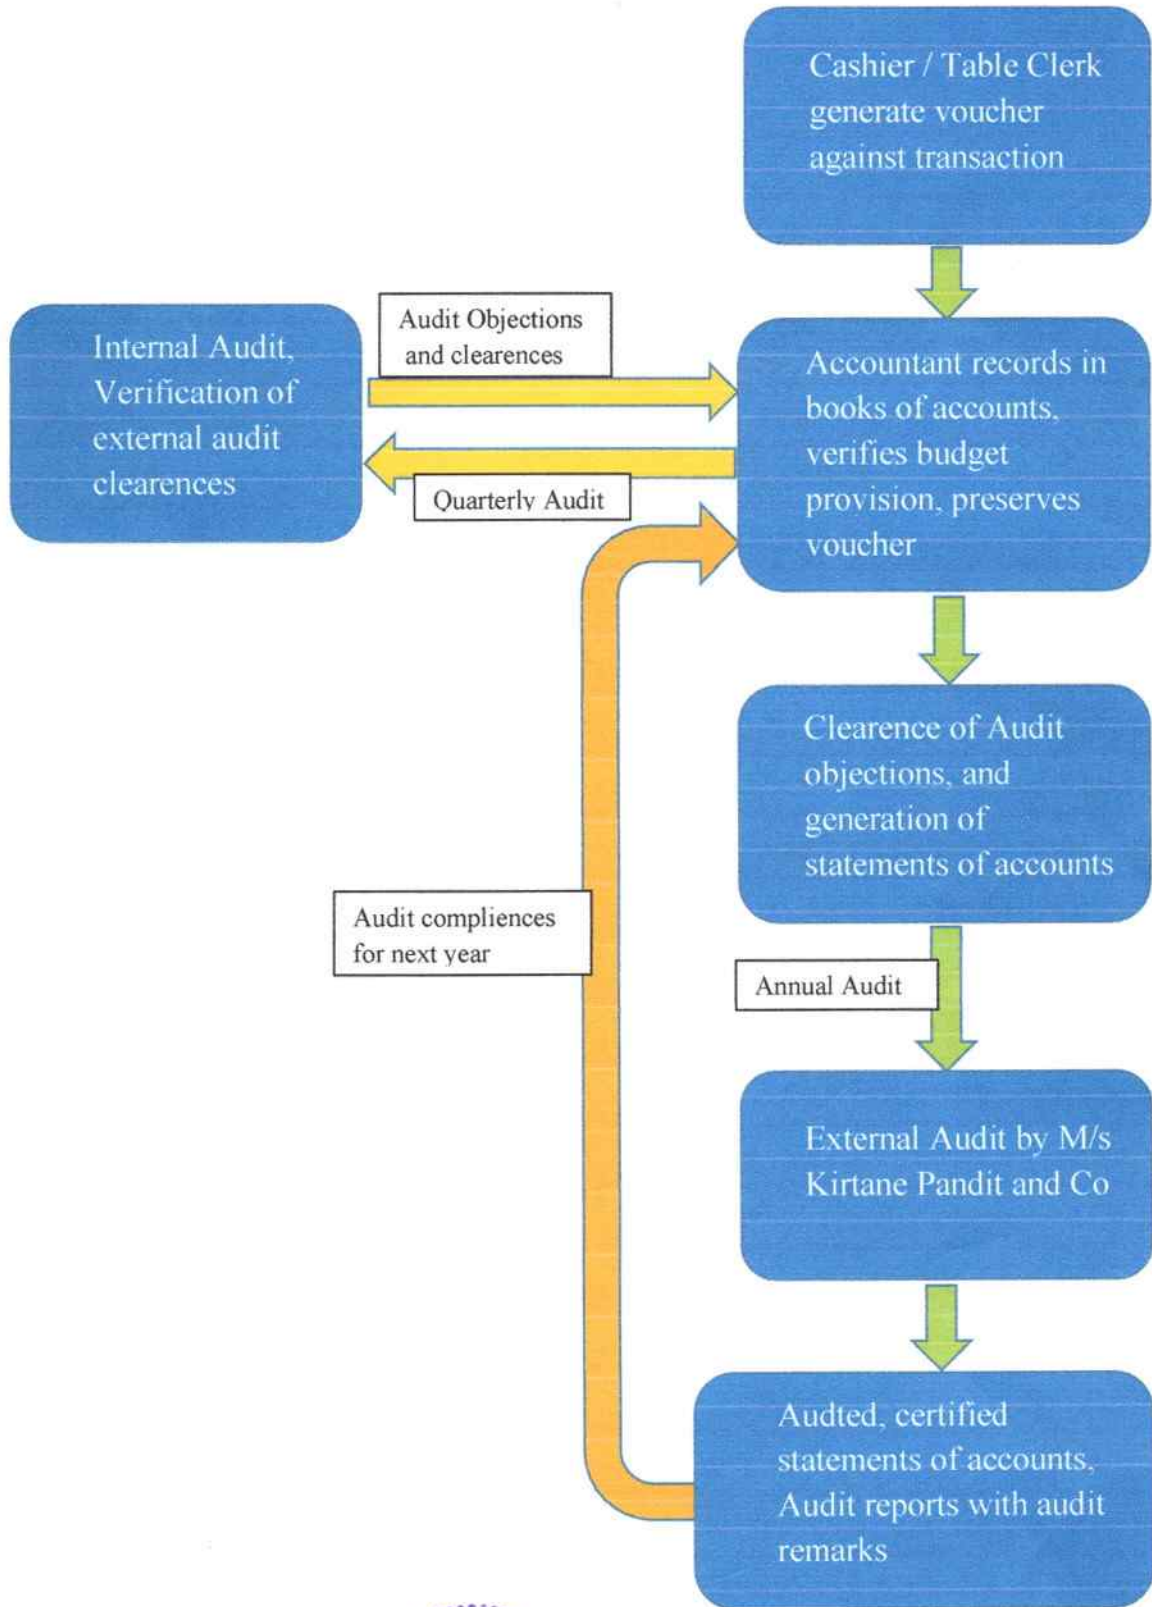 Cashier / Table Clerk
generate voucher
against transaction
Audit Objections
and clearences
Internal Audit,
Verification of
external audit
clearences
Accountant records in
books of accounts,
verifies budget
provision, preserves
voucher
Quarterly Audit
Clearence of Audit
objections, and
generation of
statements of accounts
Audit compliences
for next year
Annual Audit
External Audit by M/s
Kirtane Pandit and Co
Audted, certified
statements of accounts,
Audit reports with audit
remarks